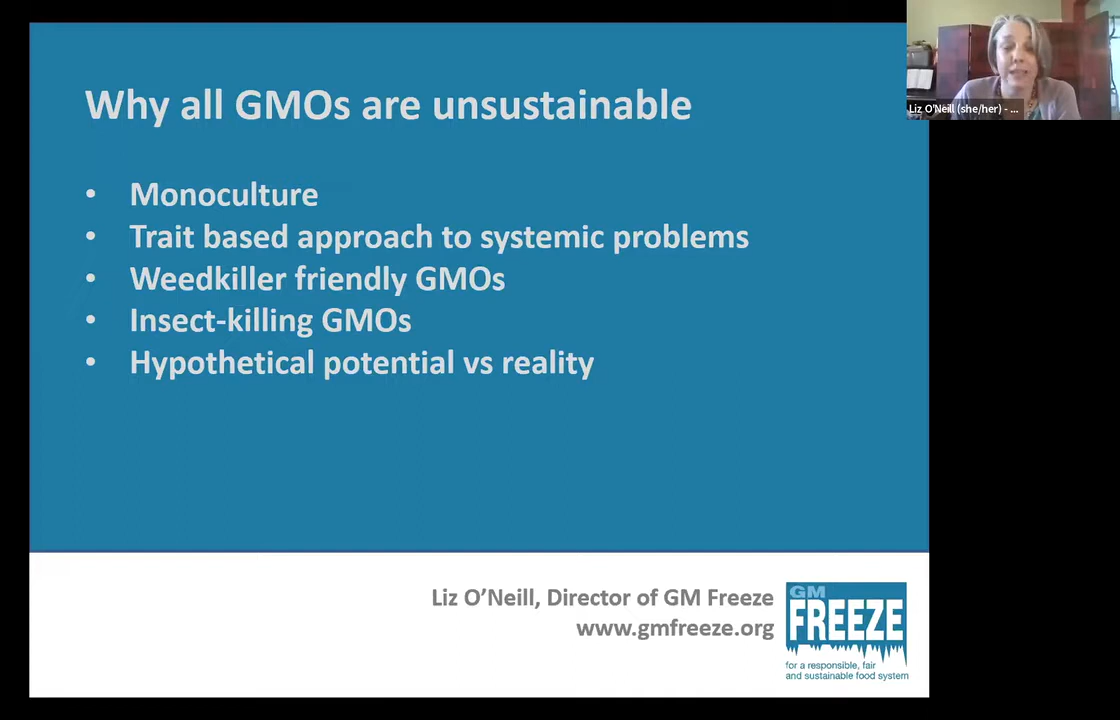 Why all GMOs are unsustainable
• Monoculture
• Trait based approach to systemic problems
• Weedkiller friendly GMOs
• Insect-killing GMOs
• Hypothetical potential vs reality
Liz O'Neill (she/her) - ...
Liz O’Neill, Director of GM Freeze
www.gmfreeze.org
GM
FREEZE
for a responsible, fair
and sustainable food system